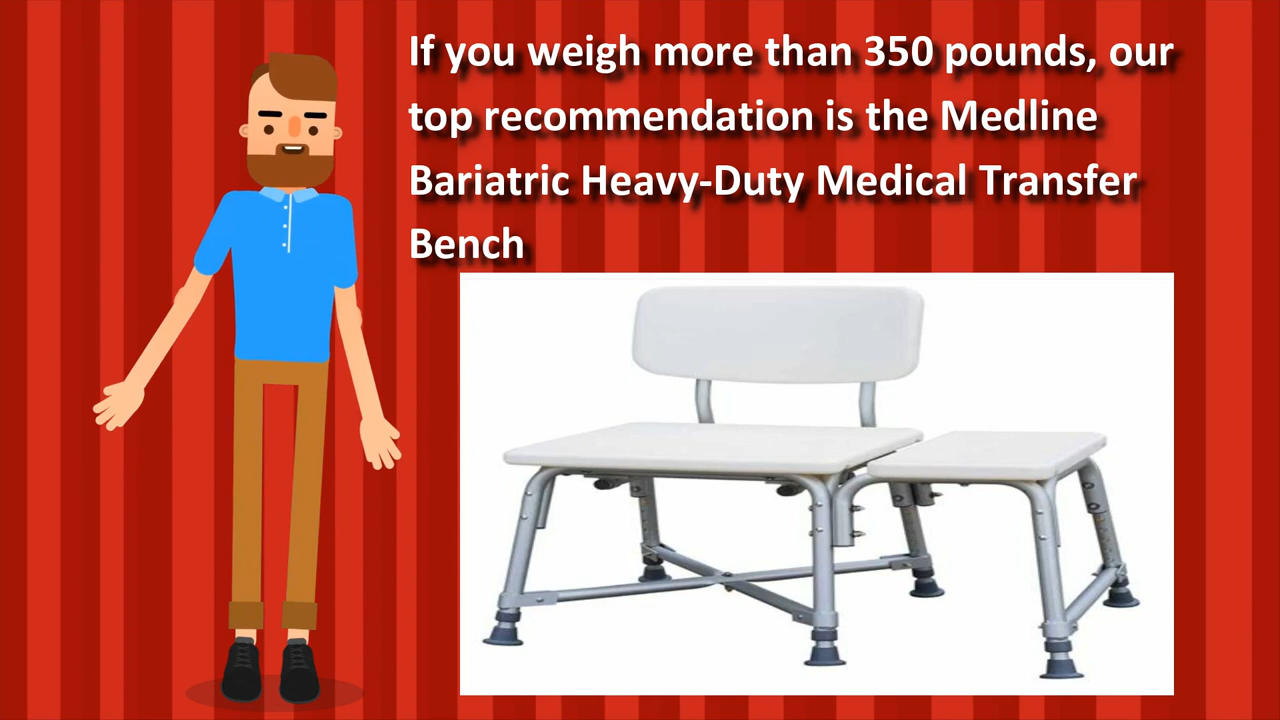 If you weigh more than 350 pounds, our
top recommendation is the Medline
Bariatric Heavy-Duty Medical Transfer
Bench